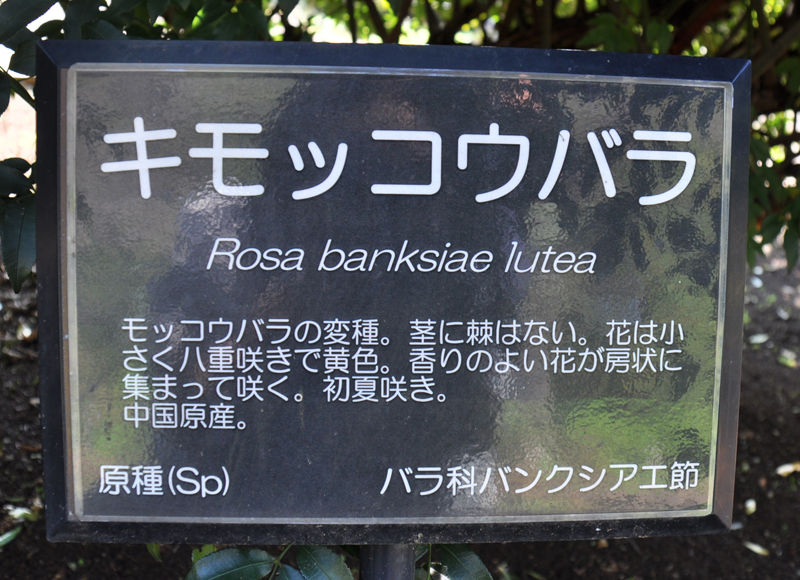 キモッコウバラ
Rosa banksiae lutea
モッコウバラの変種。茎に棘はない。花は小
さく八重咲きで黄色。香りのよい花が房状に
集まって咲く。初夏咲き。
中国原産。
原種(Sp)
バラ科バンクシアエ節